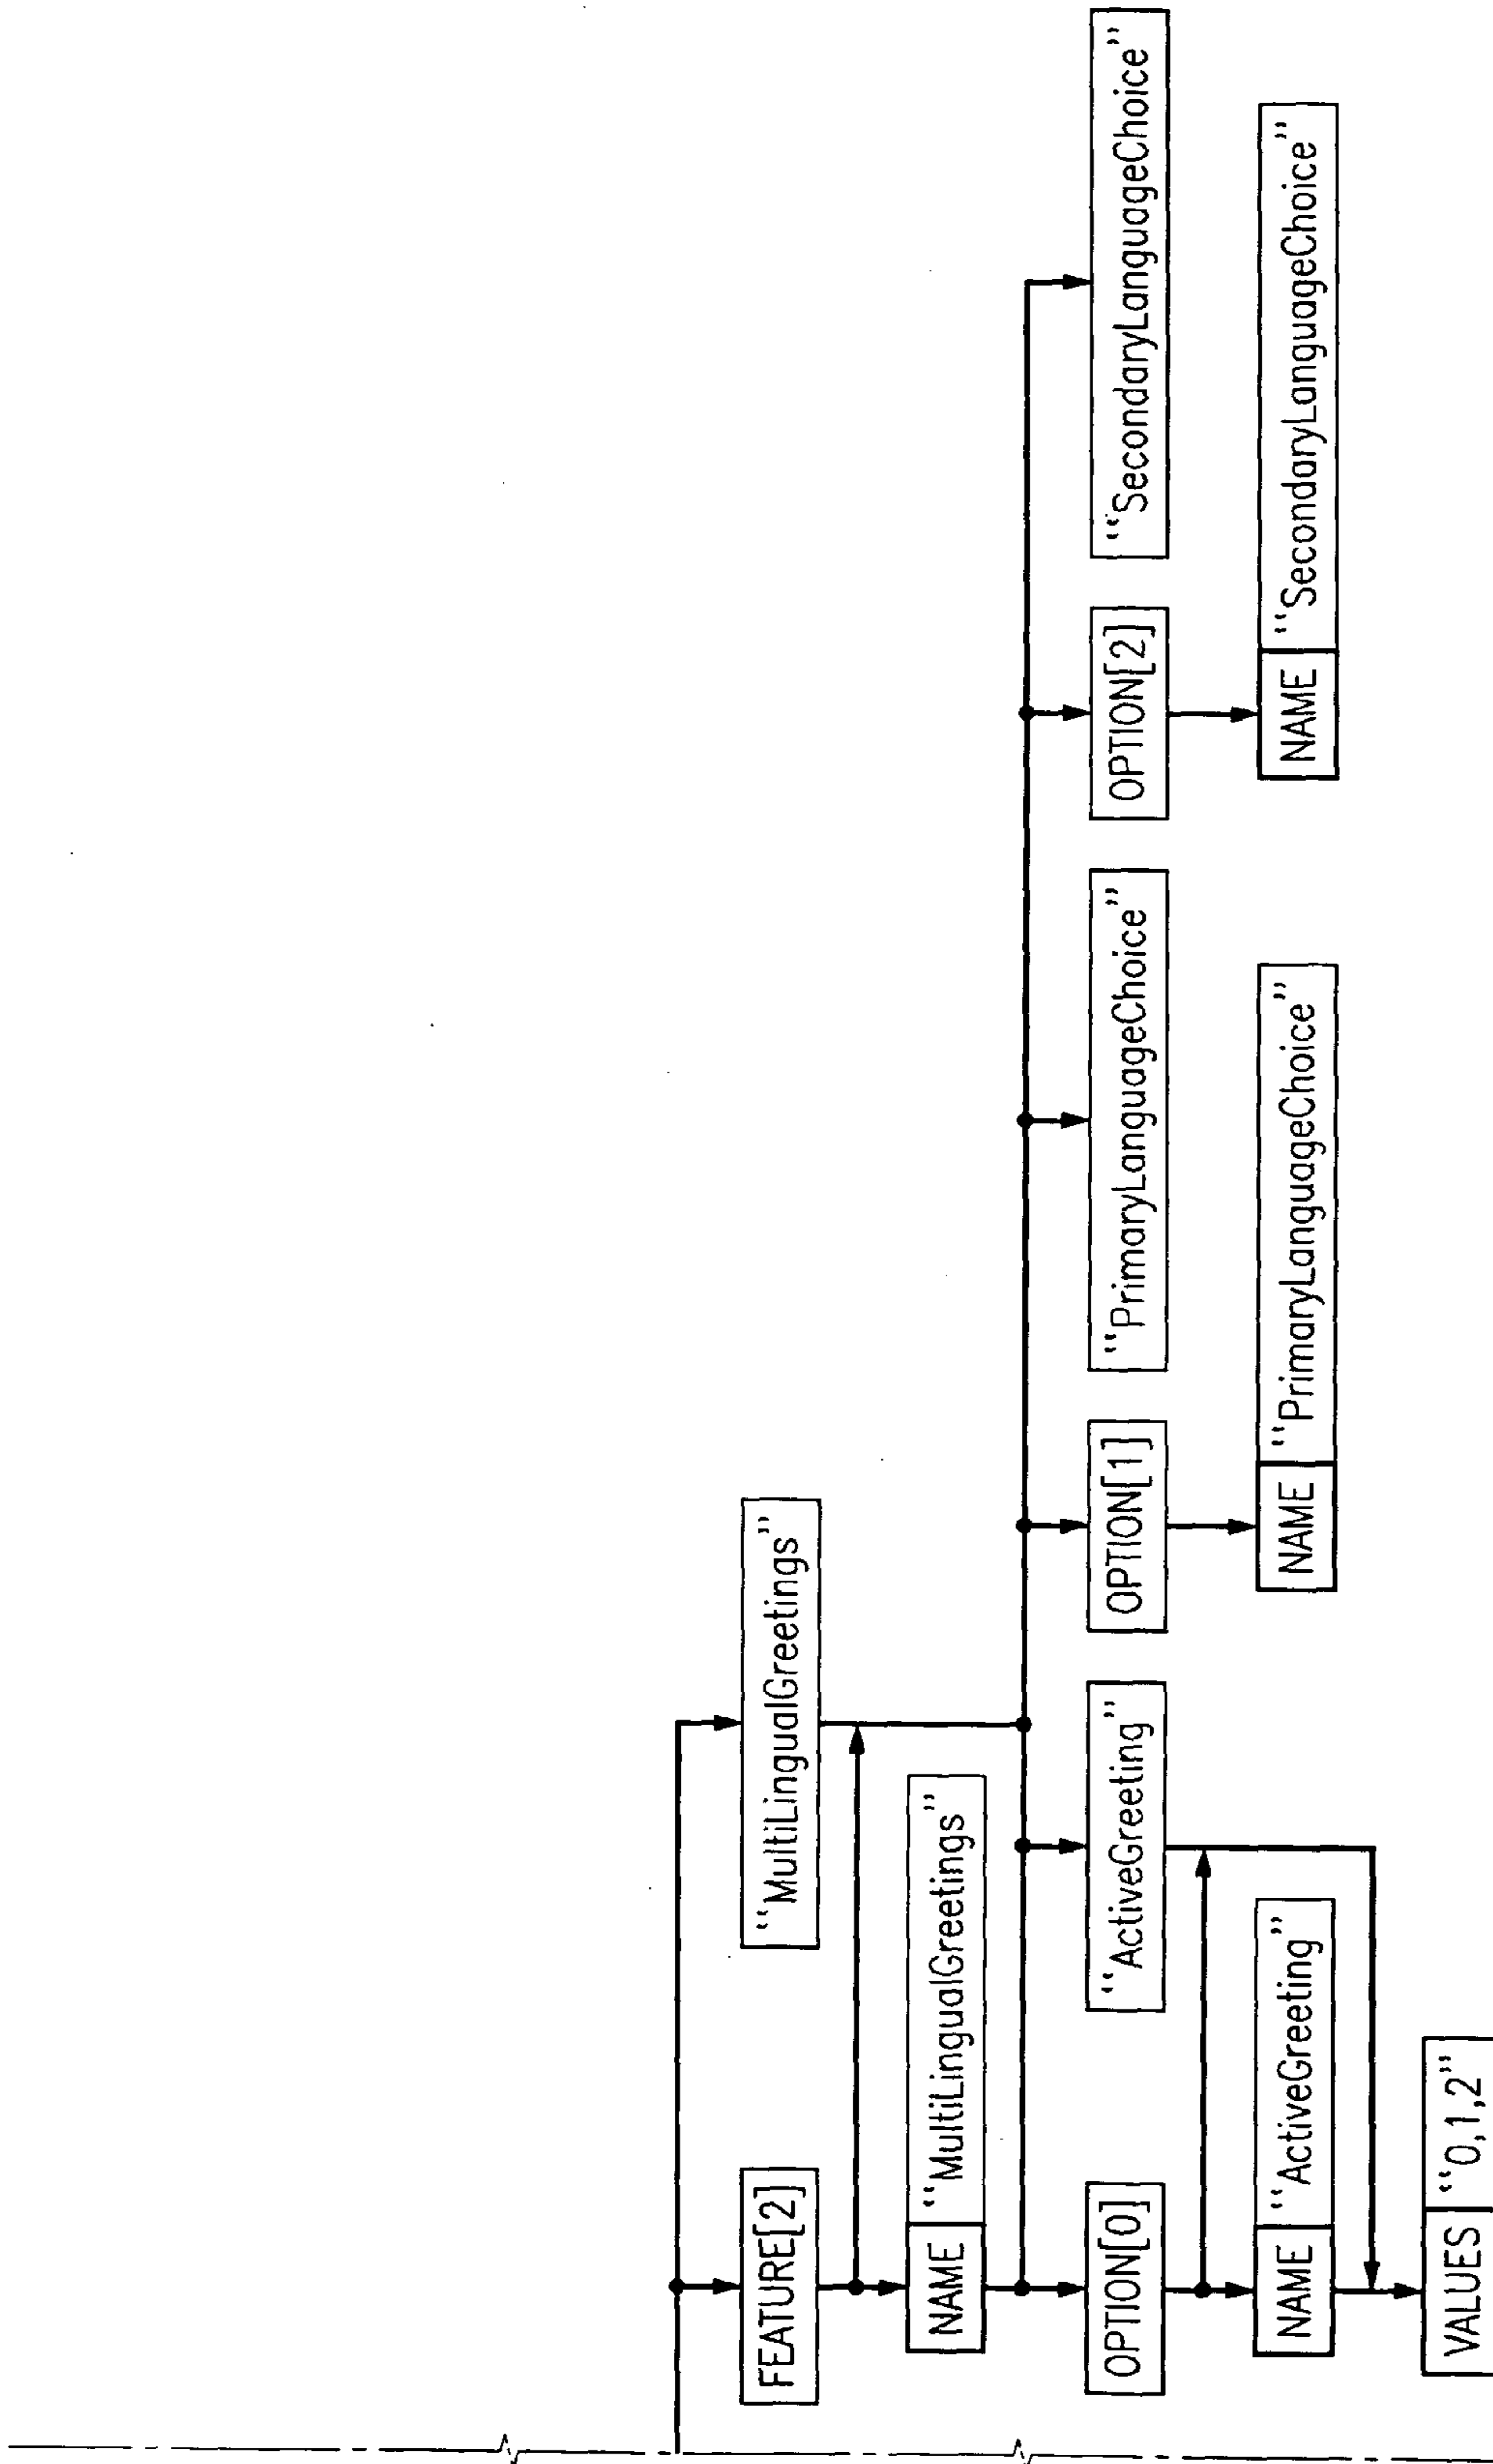 FEATURE[2]
"MultiLingualGreetings"
NAME "MultiLingualGreetings"
OPTION[0]
"ActiveGreeting"
OPTION[1]
"PrimaryLanguageChoice"
OPTION[2]
"SecondaryLanguageChoice"
NAME "ActiveGreeting"
NAME "PrimaryLanguageChoice"
NAME "SecondaryLanguageChoice"
VALUES "0,1,2"